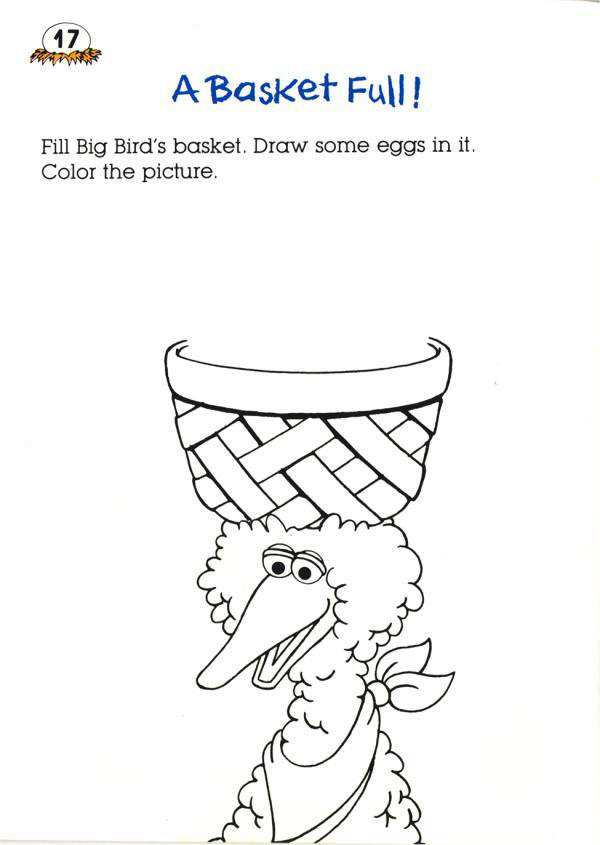 17
A Basket Full!
Fill Big Bird's basket. Draw some eggs in it.
Color the picture.